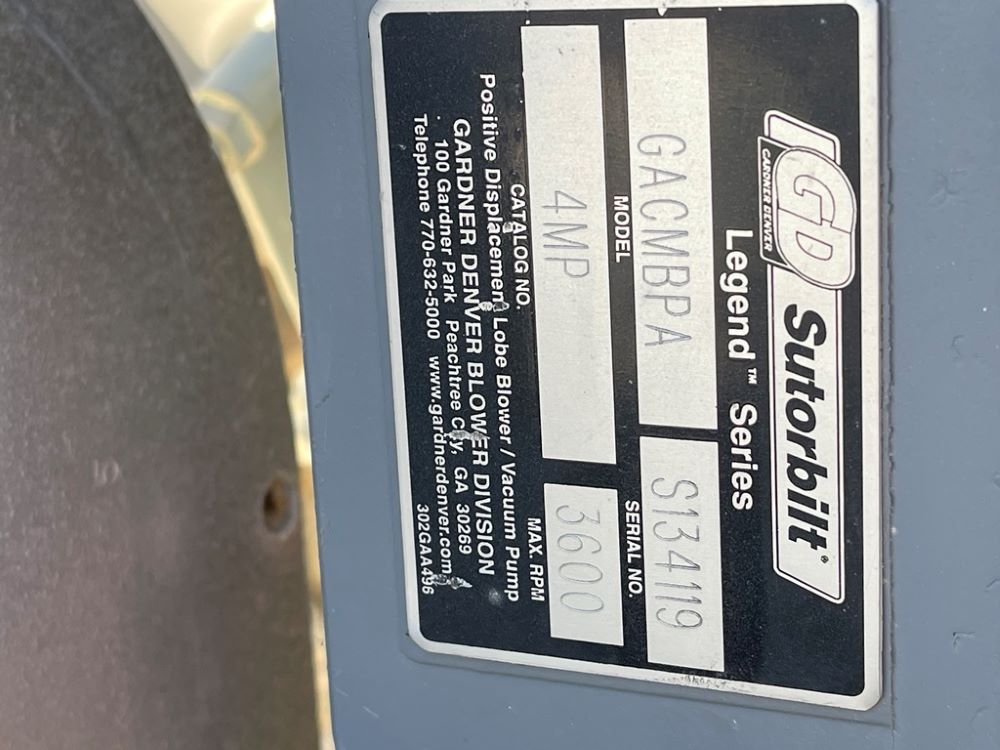 GD
GARDNER DENVER
Sutorbilt®
Legend™ Series
GACMBPA S134119
MODEL SERIAL NO.
4MP 3600
CATALOG NO. MAX. RPM
Positive Displacement Lobe Blower / Vacuum Pump
GARDNER DENVER BLOWER DIVISION
100 Gardner Park Peachtree City, GA 30269
Telephone 770-632-5000 www.gardnerdenver.com
302GAA496